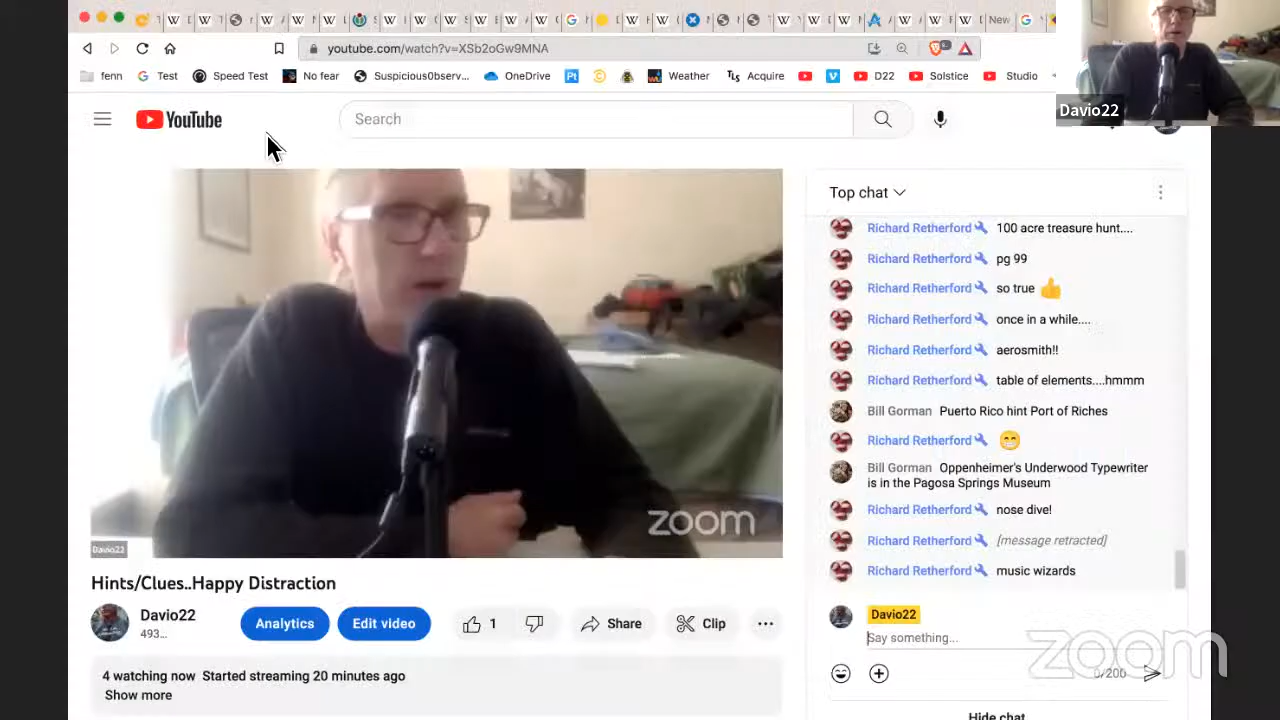 New
youtube.com/watch?v=XSb2oGw9MNA
fenn
Test
Speed Test
No fear
Suspicious0bserv...
OneDrive
Weather
Acquire
D22
Solstice
Studio
Davio22
YouTube
Search
Top chat
Richard Retherford 100 acre treasure hunt....
Richard Retherford pg 99
Richard Retherford so true
Richard Retherford once in a while....
Richard Retherford aerosmith!!
Richard Retherford table of elements....hmmm
Bill Gorman Puerto Rico hint Port of Riches
Richard Retherford
Bill Gorman Oppenheimer's Underwood Typewriter
is in the Pagosa Springs Museum
Richard Retherford nose dive!
Richard Retherford [message retracted]
Richard Retherford music wizards
zoom
Davio22
Hints/Clues..Happy Distraction
Davio22
493...
Analytics
Edit video
1
Share
Clip
4 watching now Started streaming 20 minutes ago
Show more
Davio22
Say something...
0/200
zoom
Hide chat